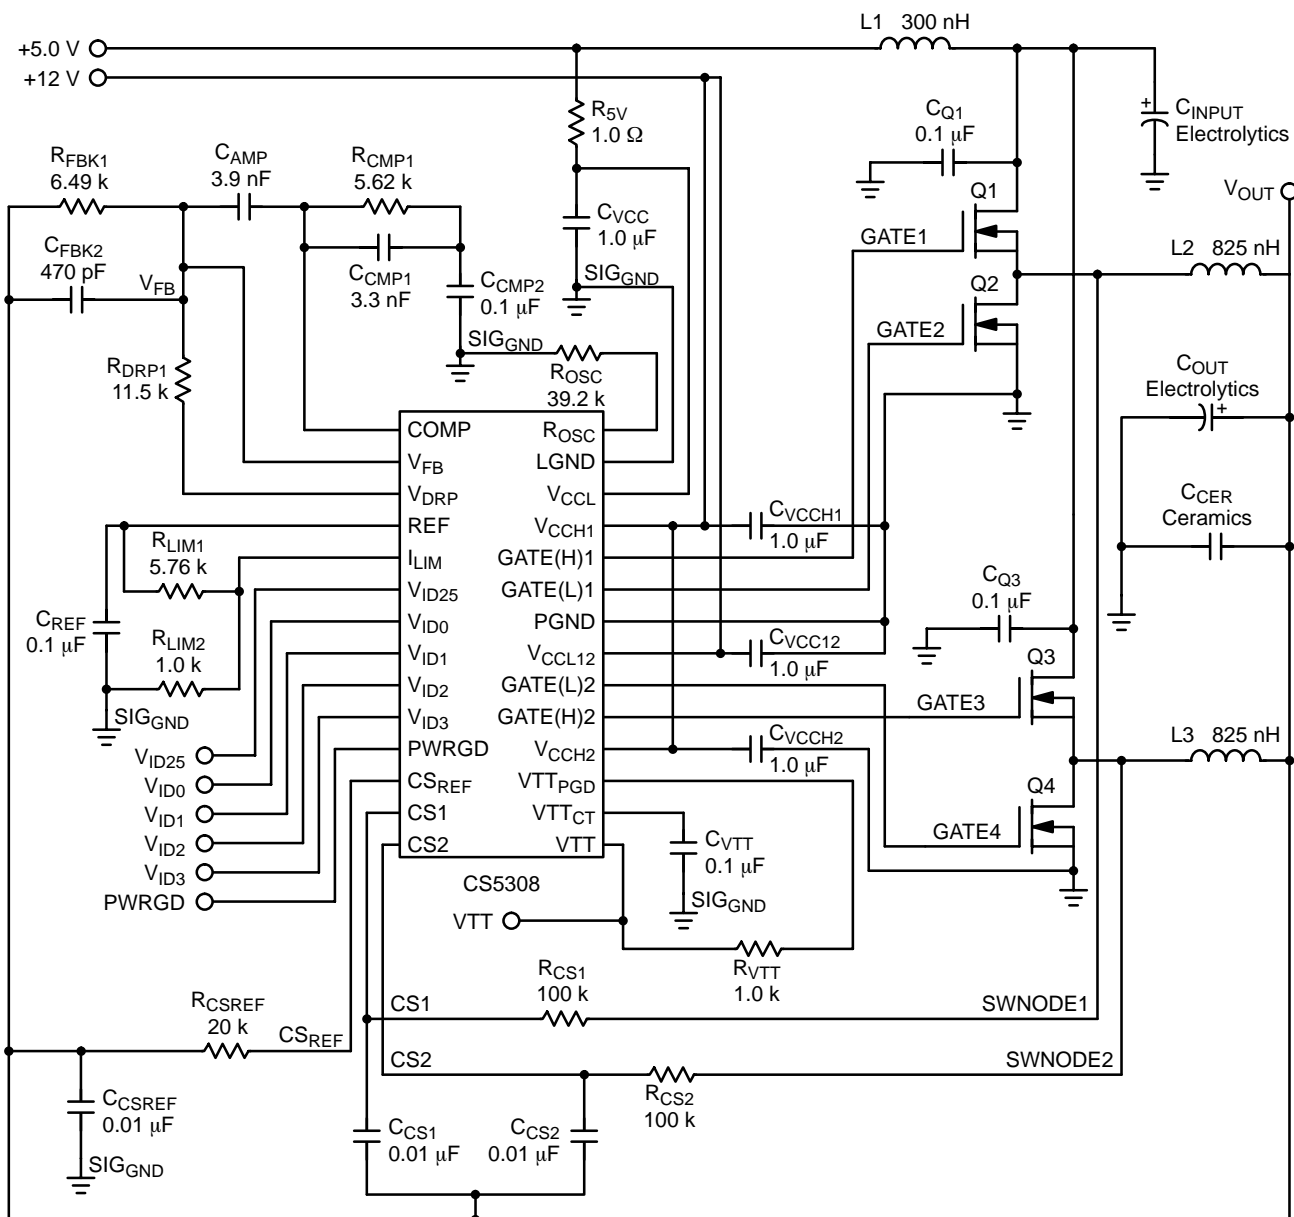 L1 300 nH
+5.0 V
+12 V
R5V
1.0 Ω
CQ1
0.1 μF
CINPUT
Electrolytics
RFBK1
6.49 k
CAMP
3.9 nF
RCMP1
5.62 k
VOUT
Q1
CVCC
1.0 μF
GATE1
CFBK2
470 pF
VFB
CCMP1
3.3 nF
CCMP2
0.1 μF
SIGGND
L2 825 nH
Q2
GATE2
SIGGND
ROSC
39.2 k
RDRP1
11.5 k
COUT
Electrolytics
COMP
VFB
VDRP
REF
ILIM
VID25
VID0
VID1
VID2
VID3
PWRGD
CSREF
CS1
CS2
ROSC
LGND
VCCL
VCCH1
GATE(H)1
GATE(L)1
PGND
VCCL12
GATE(L)2
GATE(H)2
VCCH2
VTTPGD
VTTCT
VTT
CS5308
CCER
Ceramics
CVCCH1
1.0 μF
RLIM1
5.76 k
CREF
0.1 μF
RLIM2
1.0 k
SIGGND
CQ3
0.1 μF
CVCC12
1.0 μF
Q3
GATE3
CVCCH2
1.0 μF
L3 825 nH
Q4
GATE4
VID25
VID0
VID1
VID2
VID3
PWRGD
CVTT
0.1 μF
SIGGND
VTT
RVTT
1.0 k
RCS1
100 k
CS1
SWNODE1
RCSREF
20 k
CSREF
CS2
SWNODE2
RCS2
100 k
CCSREF
0.01 μF
SIGGND
CCS1
0.01 μF
CCS2
0.01 μF